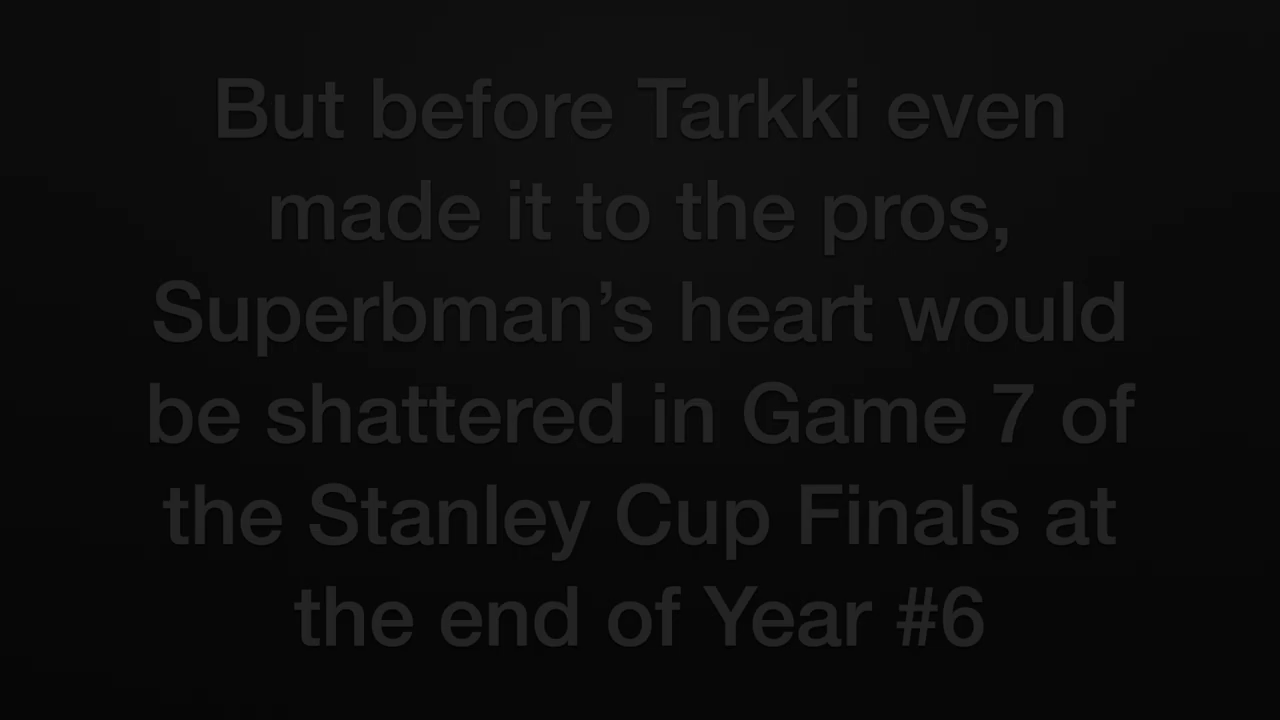 But before Tarkki even
made it to the pros,
Superbman’s heart would
be shattered in Game 7 of
the Stanley Cup Finals at
the end of Year #6